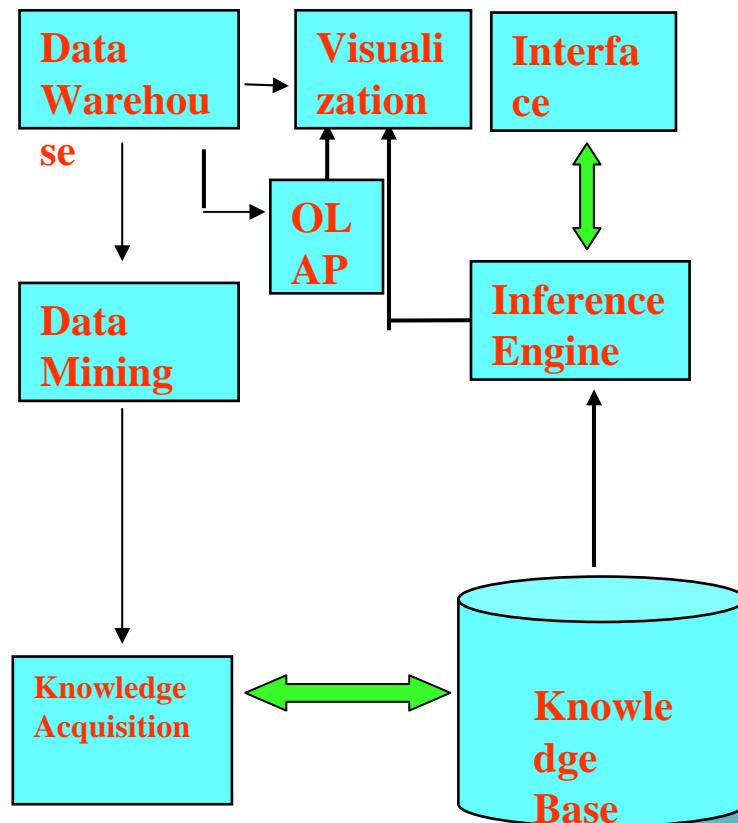 Data
Warehou
se
Visuali
zation
Interfa
ce
OL
AP
Inference
Engine
Data
Mining
Knowledge
Acquisition
Knowle
dge
Base